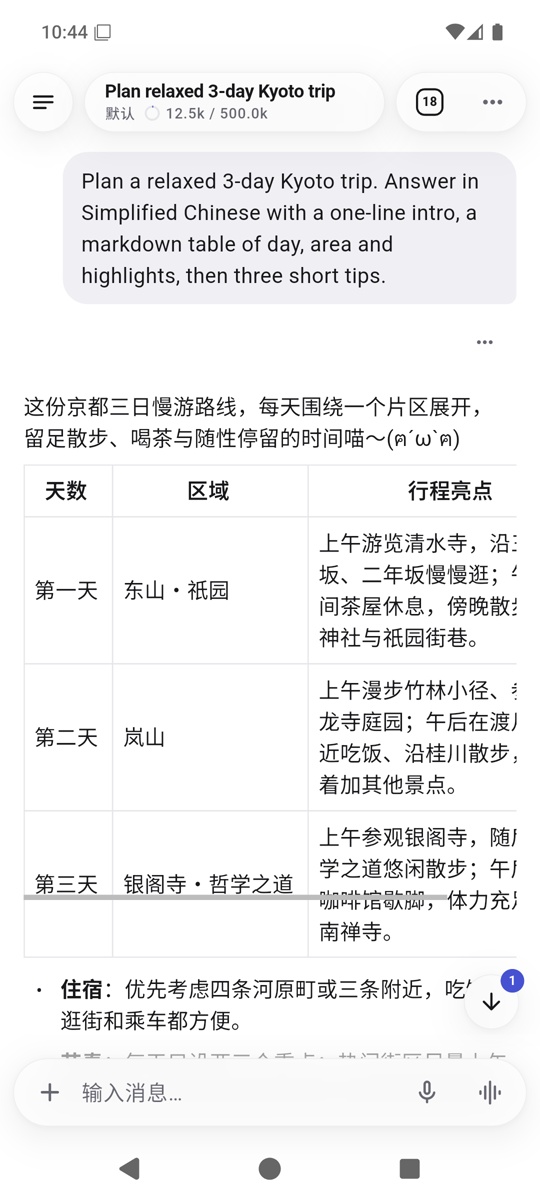 10:44
Plan relaxed 3-day Kyoto trip
默认 12.5k / 500.0k
18
Plan a relaxed 3-day Kyoto trip. Answer in
Simplified Chinese with a one-line intro, a
markdown table of day, area and
highlights, then three short tips.
这份京都三日慢游路线，每天围绕一个片区展开，
留足散步、喝茶与随性停留的时间喵～(ฅ´ω`ฅ)
天数 区域 行程亮点
第一天
东山・祇园
上午游览清水寺，沿
坂、二年坂慢慢逛；
间茶屋休息，傍晚散
神社与祇园街巷。
第二天
岚山
上午漫步竹林小径、
龙寺庭园；午后在渡
近吃饭、沿桂川散步，
着加其他景点。
第三天
银阁寺・哲学之道
上午参观银阁寺，随
学之道悠闲散步；午
咖啡馆歇脚，体力充
南禅寺。
1
• 住宿：优先考虑四条河原町或三条附近，
逛街和乘车都方便。
输入消息...